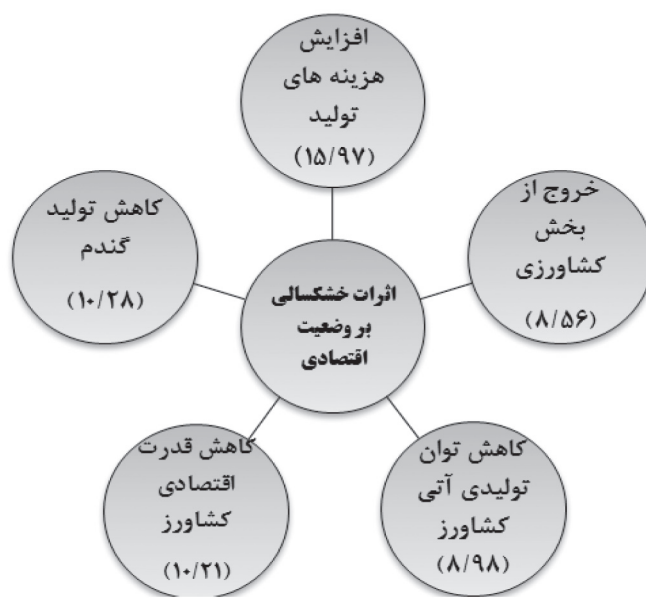 افزایش
هزینه های
تولید
(۱۵/۹۷)
خروج از
بخش
کشاورزی
(۸/۵۶)
کاهش تولید
گندم
(۱۰/۲۸)
اثرات خشکسالی
بر وضعیت
اقتصادی
کاهش توان
تولیدی آتی
کشاورز
(۸/۹۸)
کاهش قدرت
اقتصادی
کشاورز
(۱۰/۲۱)